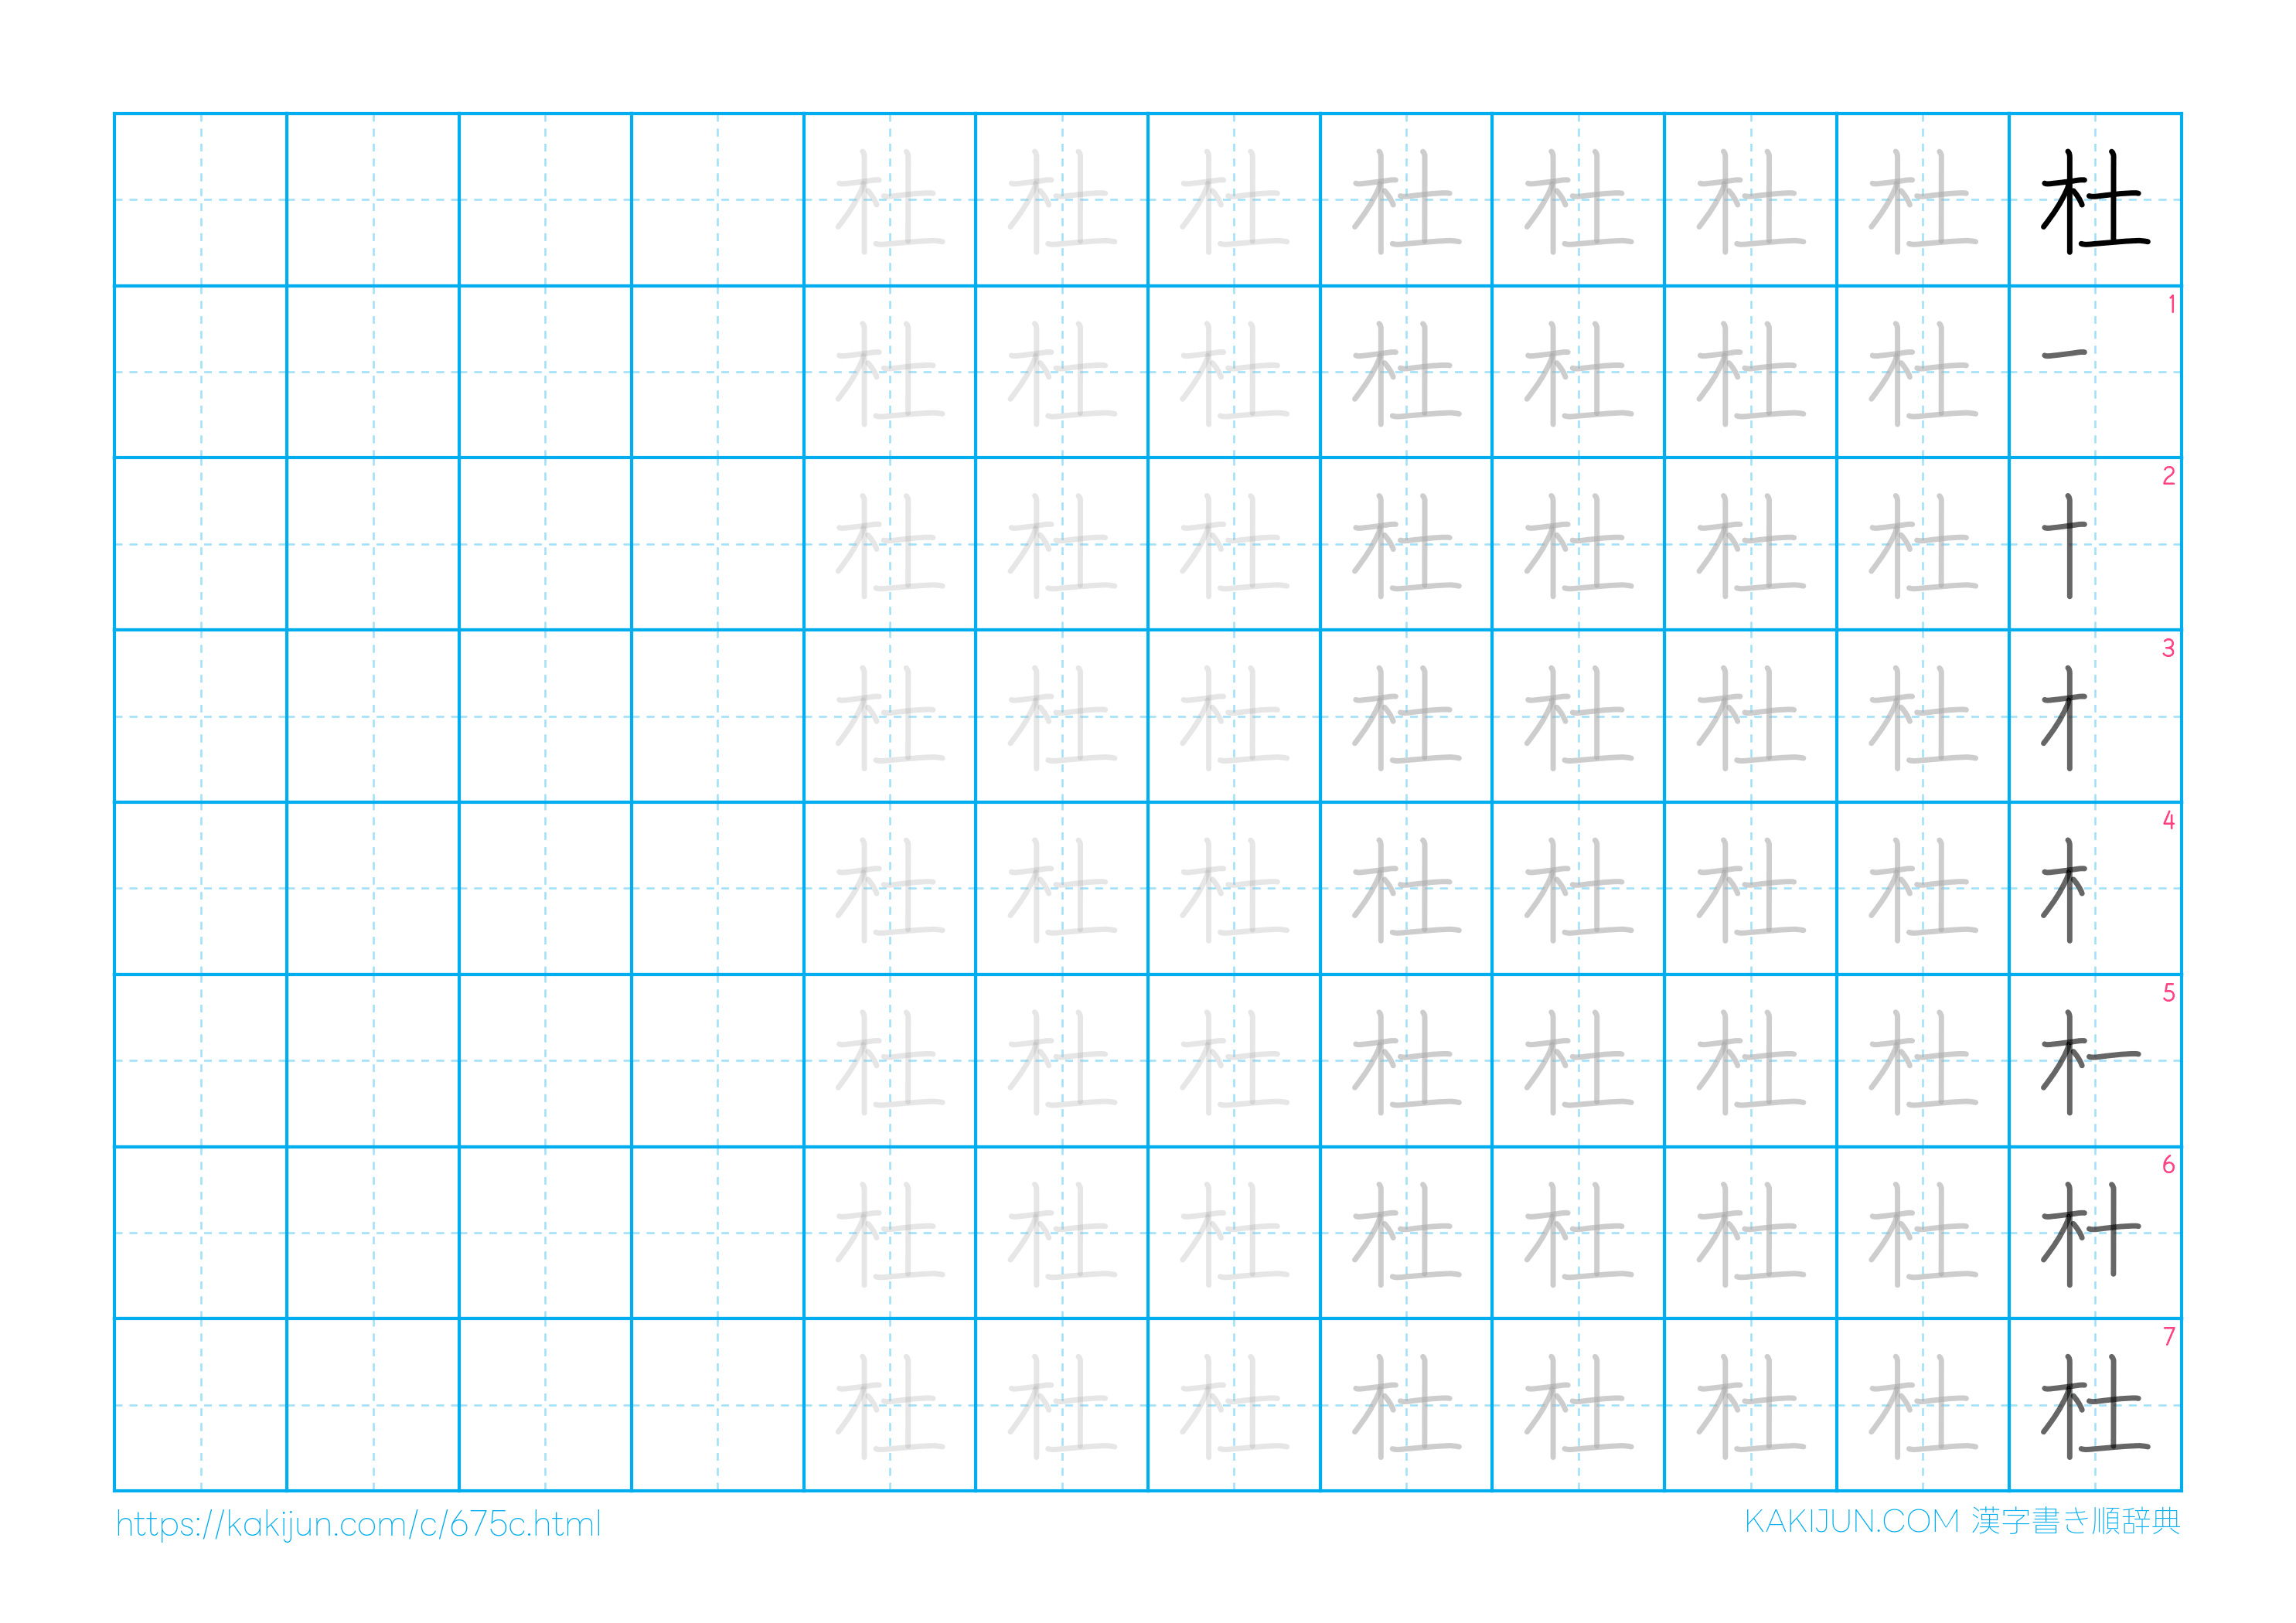 杜 杜 杜 杜 杜 杜 杜 杜
1 一 杜 杜 杜 杜 杜 杜 杜
2 十 杜 杜 杜 杜 杜 杜 杜
3 才 杜 杜 杜 杜 杜 杜 杜
4 木 杜 杜 杜 杜 杜 杜 杜
5 杜 杜 杜 杜 杜 杜 杜
6 杜 杜 杜 杜 杜 杜 杜
7 杜 杜 杜 杜 杜 杜 杜 杜
https://kakijun.com/c/675c.html
KAKIJUN.COM 漢字書き順辞典